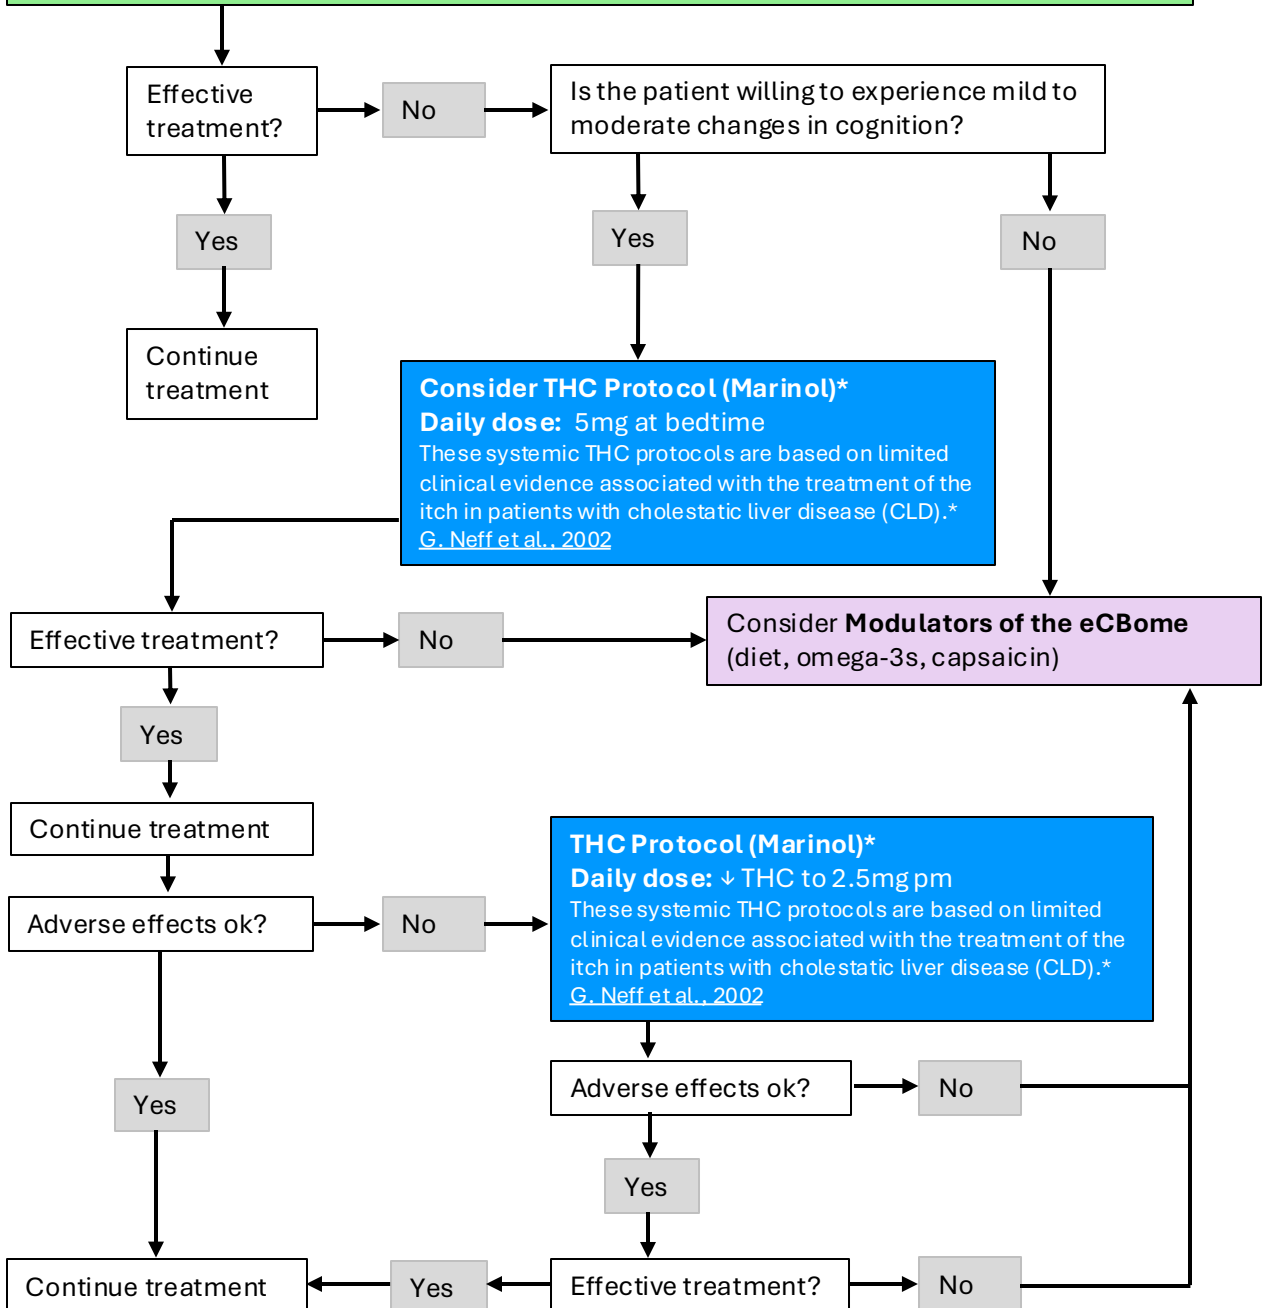 Effective
treatment?
No
Is the patient willing to experience mild to
moderate changes in cognition?
Yes
Yes
No
Continue
treatment
Consider THC Protocol (Marinol)*
Daily dose: 5mg at bedtime
These systemic THC protocols are based on limited
clinical evidence associated with the treatment of the
itch in patients with cholestatic liver disease (CLD).*
G. Neff et al., 2002
Effective treatment?
No
Consider Modulators of the eCBome
(diet, omega-3s, capsaicin)
Yes
Continue treatment
THC Protocol (Marinol)*
Daily dose: ↓ THC to 2.5mg pm
These systemic THC protocols are based on limited
clinical evidence associated with the treatment of the
itch in patients with cholestatic liver disease (CLD).*
G. Neff et al., 2002
Adverse effects ok?
No
Adverse effects ok?
No
Yes
Yes
Continue treatment
Yes
Effective treatment?
No